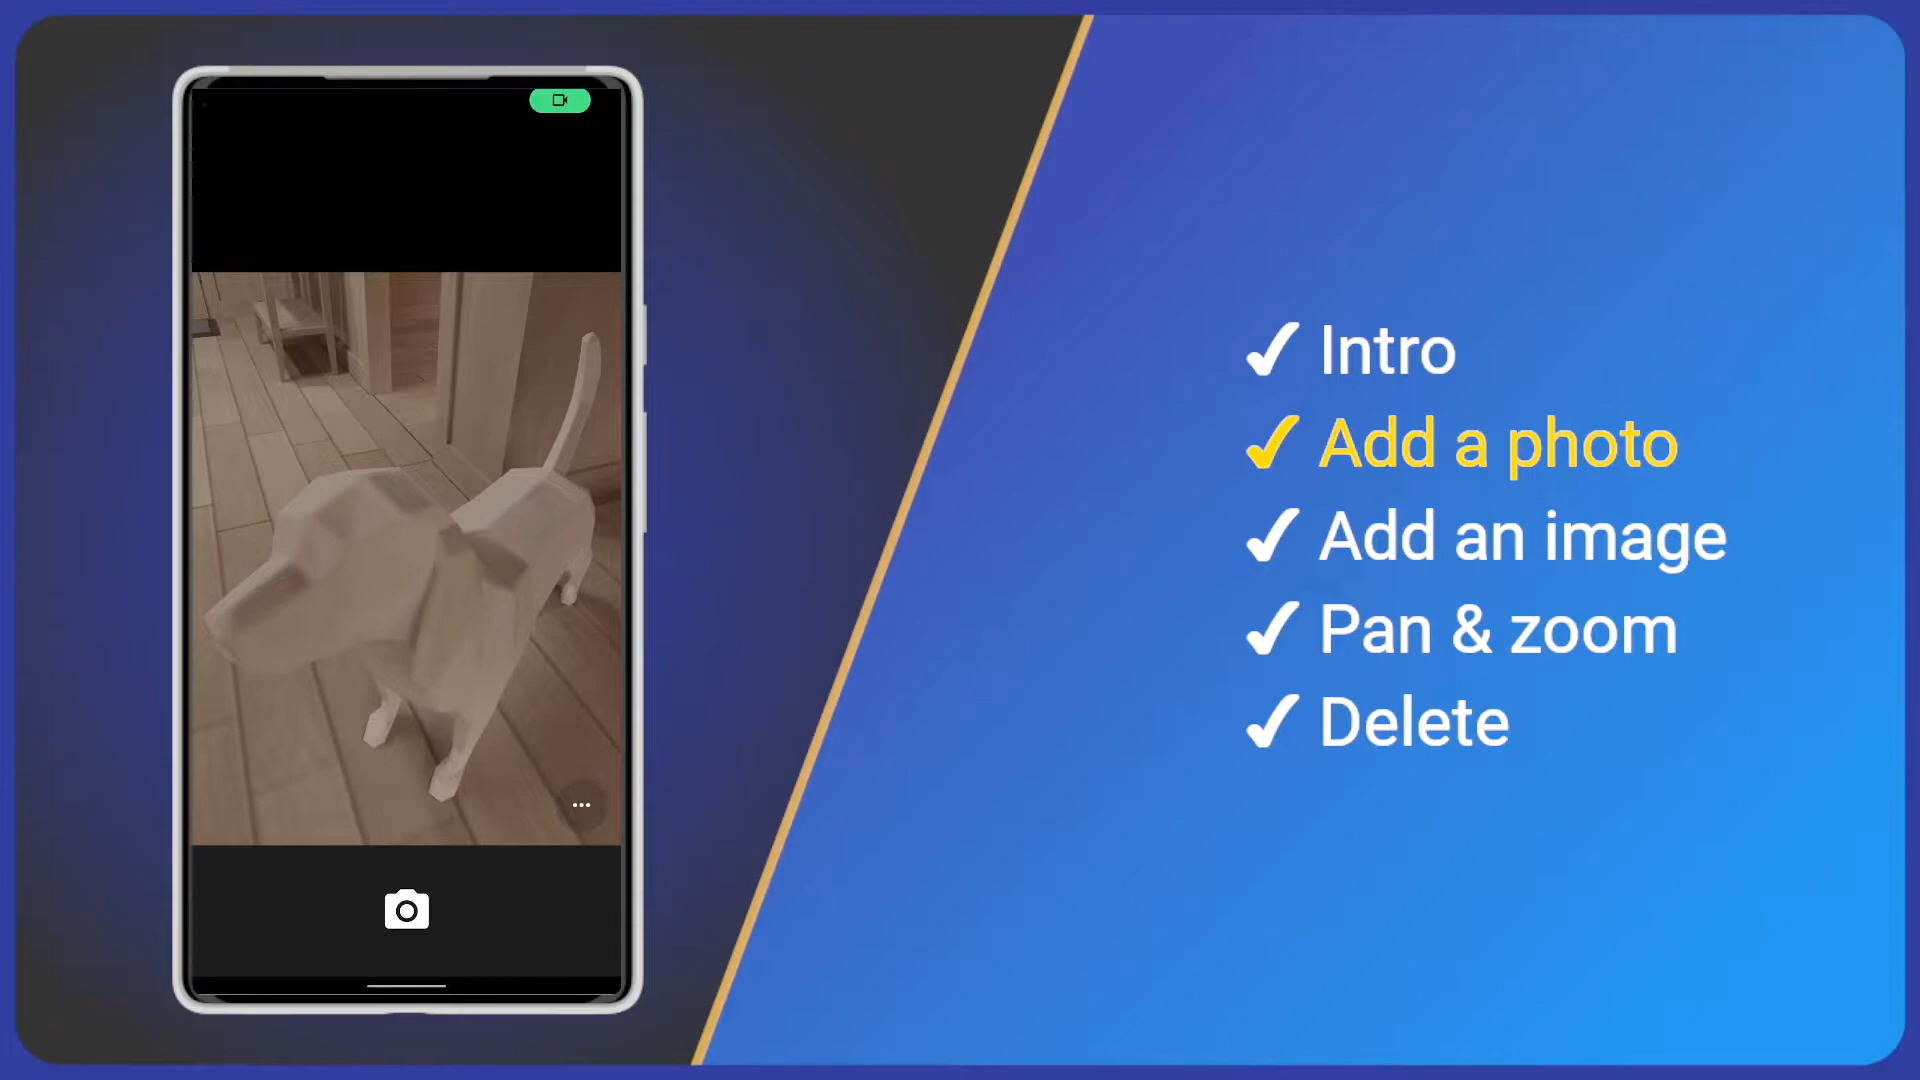 ✔ Intro
✔ Add a photo
✔ Add an image
✔ Pan & zoom
✔ Delete